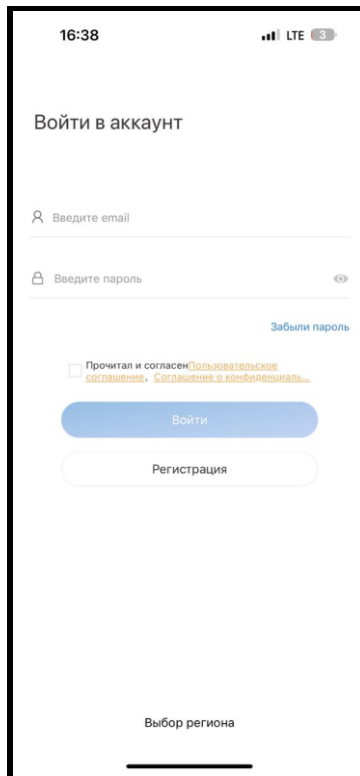 16:38 LTE 3
Войти в аккаунт
Введите email
Введите пароль
Забыли пароль
Прочитал и согласенПользовательское
соглашение、Соглашение о конфиденциаль...
Войти
Регистрация
Выбор региона